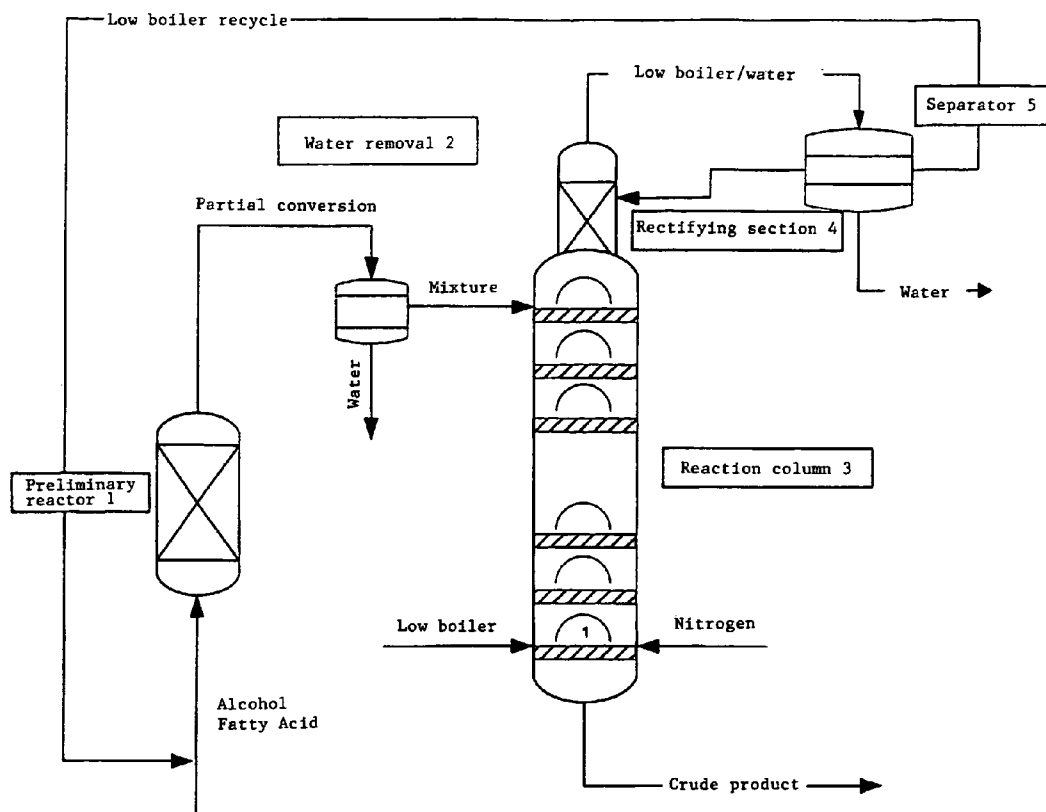 Low boiler recycle
Low boiler/water
Separator 5
Water removal 2
Partial conversion
Rectifying section 4
Mixture
Water
Water
Reaction column 3
Preliminary
reactor 1
1
Low boiler
Nitrogen
Alcohol
Fatty Acid
Crude product